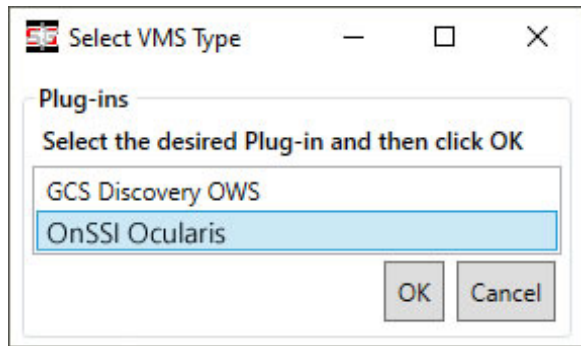 Select VMS Type
Plug-ins
Select the desired Plug-in and then click OK
GCS Discovery OWS
OnSSI Ocularis
OK Cancel